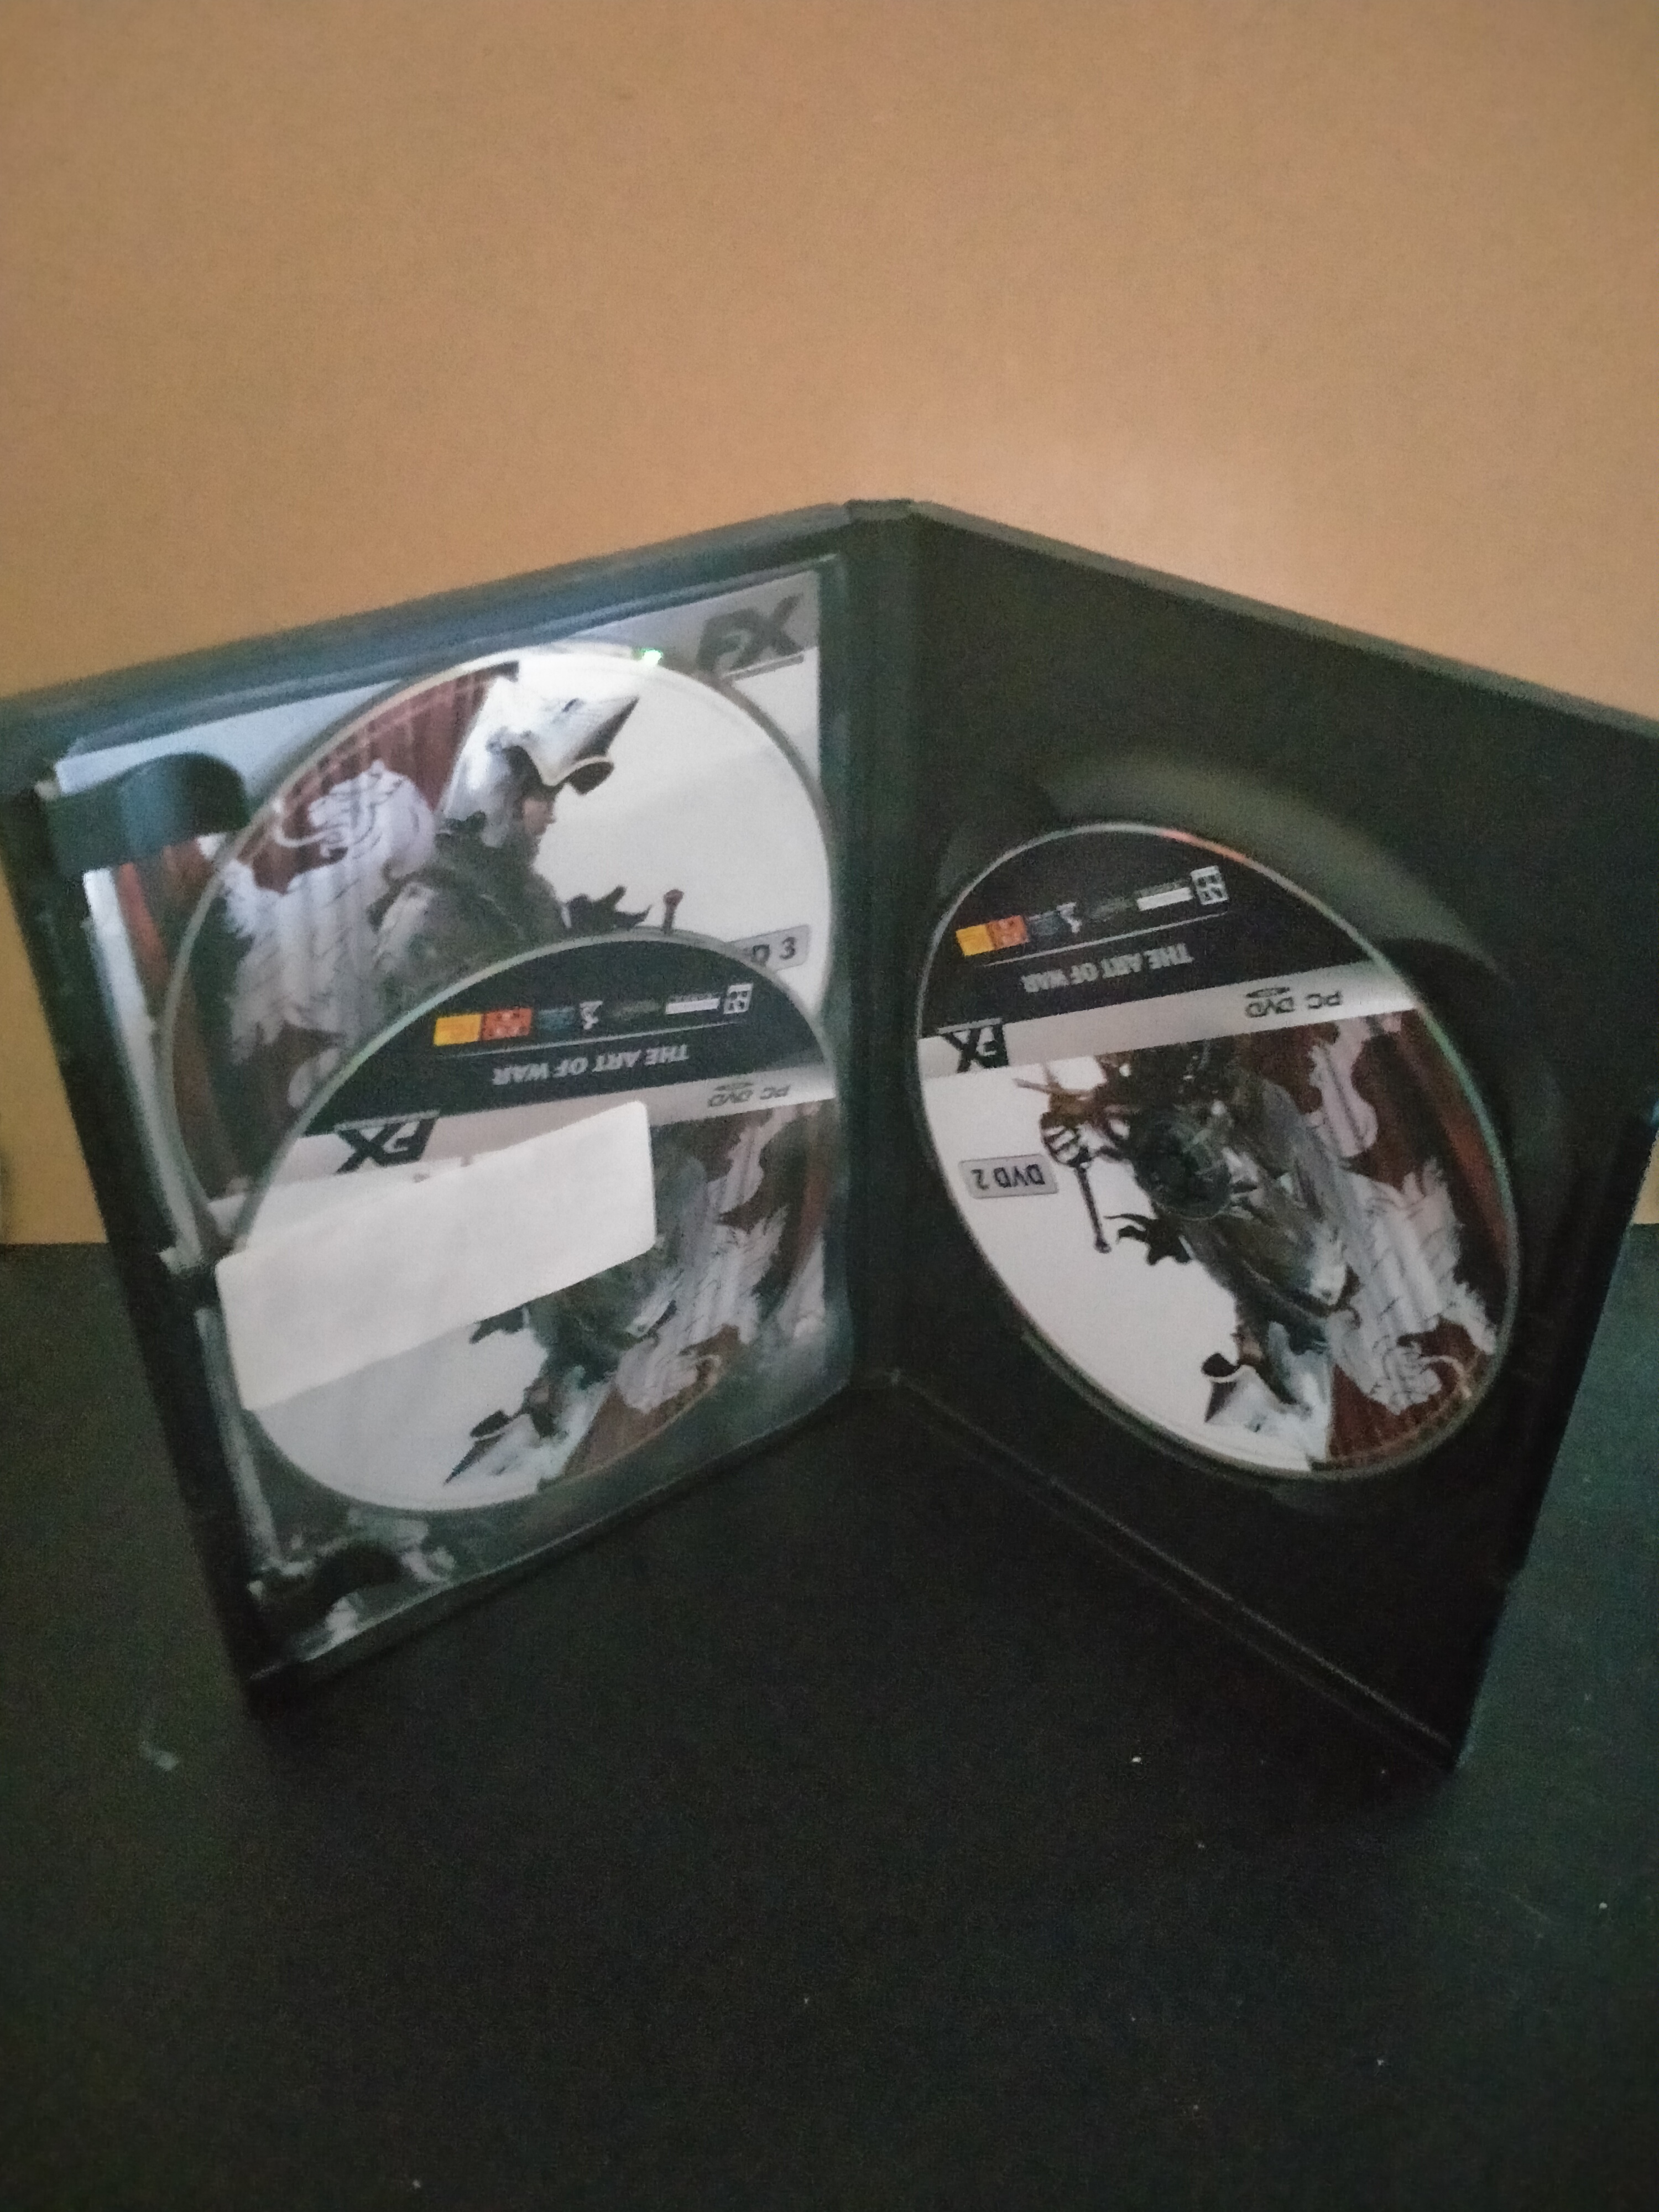 FX
DVD 3
THE ART OF WAR
PC DVD
FX
THE ART OF WAR
PC DVD
FX
DVD 2